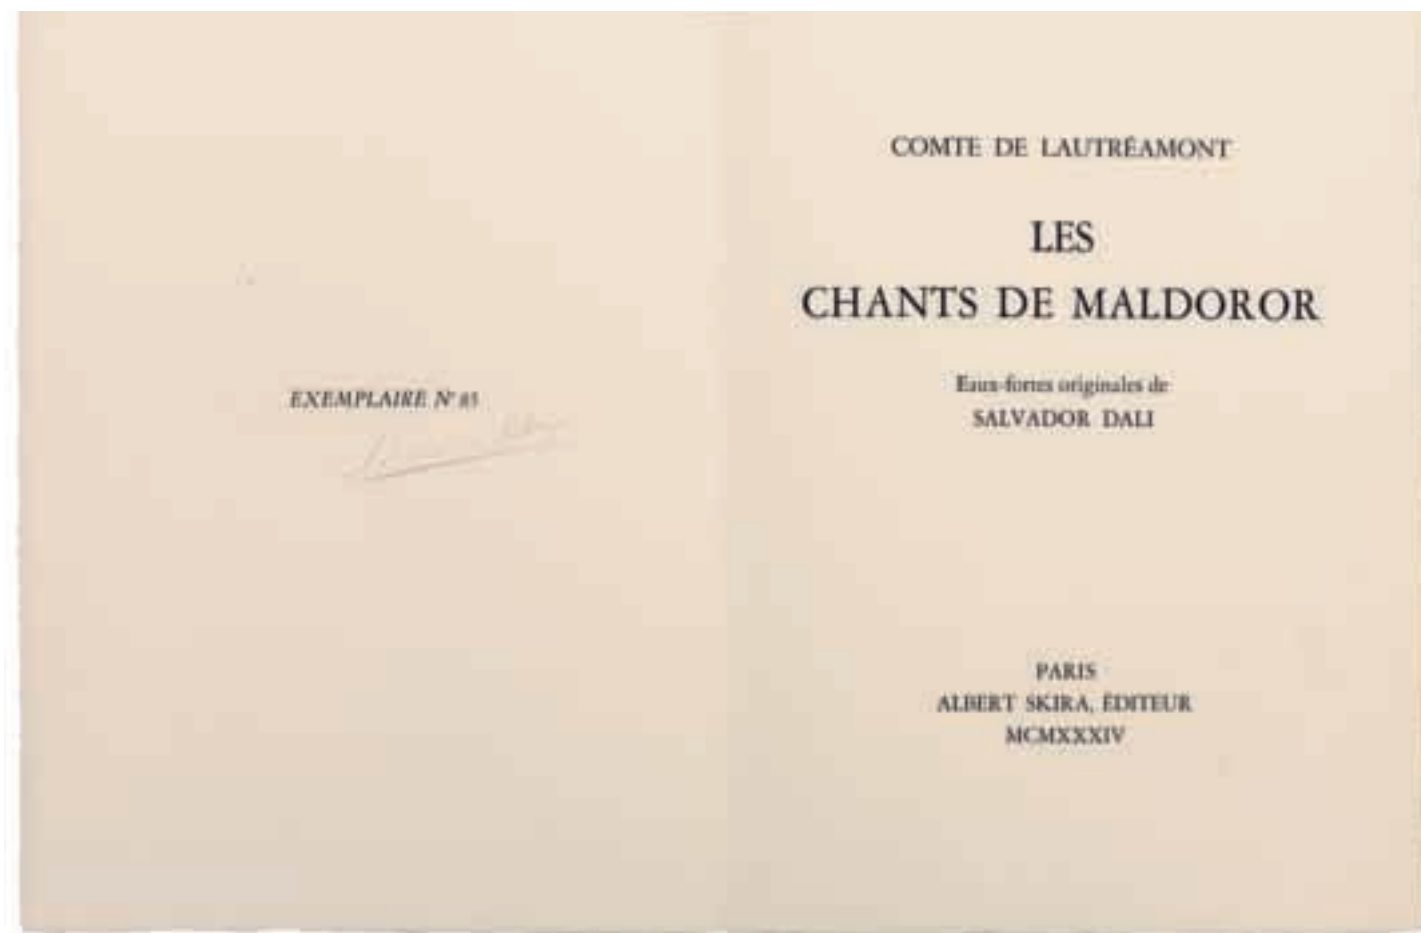 EXEMPLAIRE N° 85
COMTE DE LAUTRÉAMONT
LES
CHANTS DE MALDOROR
Eaux-fortes originales de
SALVADOR DALI
PARIS
ALBERT SKIRA, ÉDITEUR
MCMXXXIV